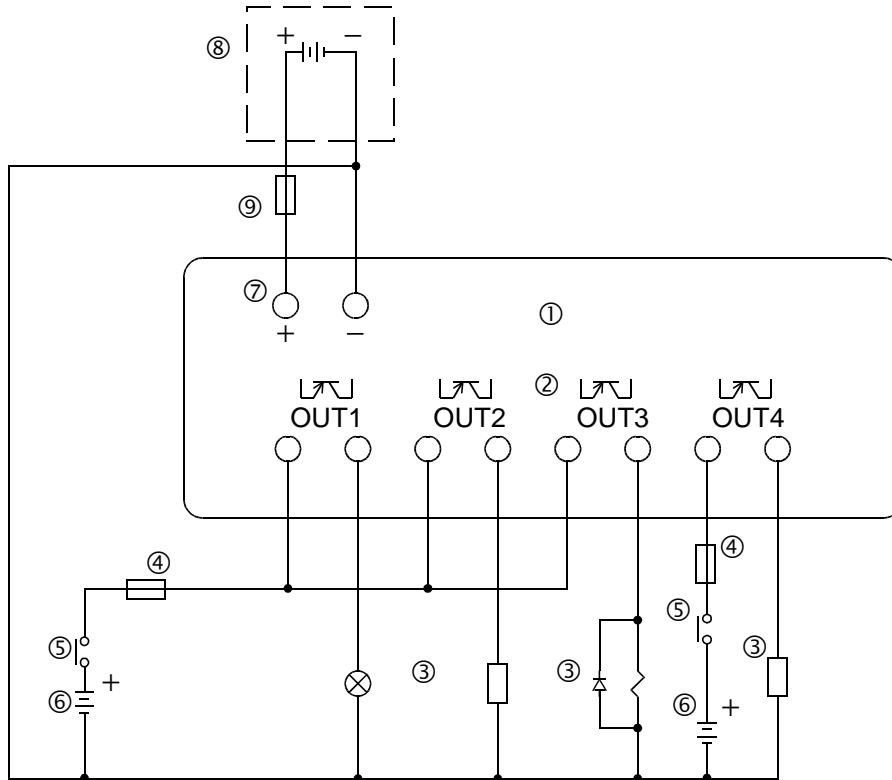 ⑧ + −
⑨
⑦
+ −
①
②
OUT1 OUT2 OUT3 OUT4
④ ④
⑤ ⑤
③ ③ ③
⑥ + ⑥ +